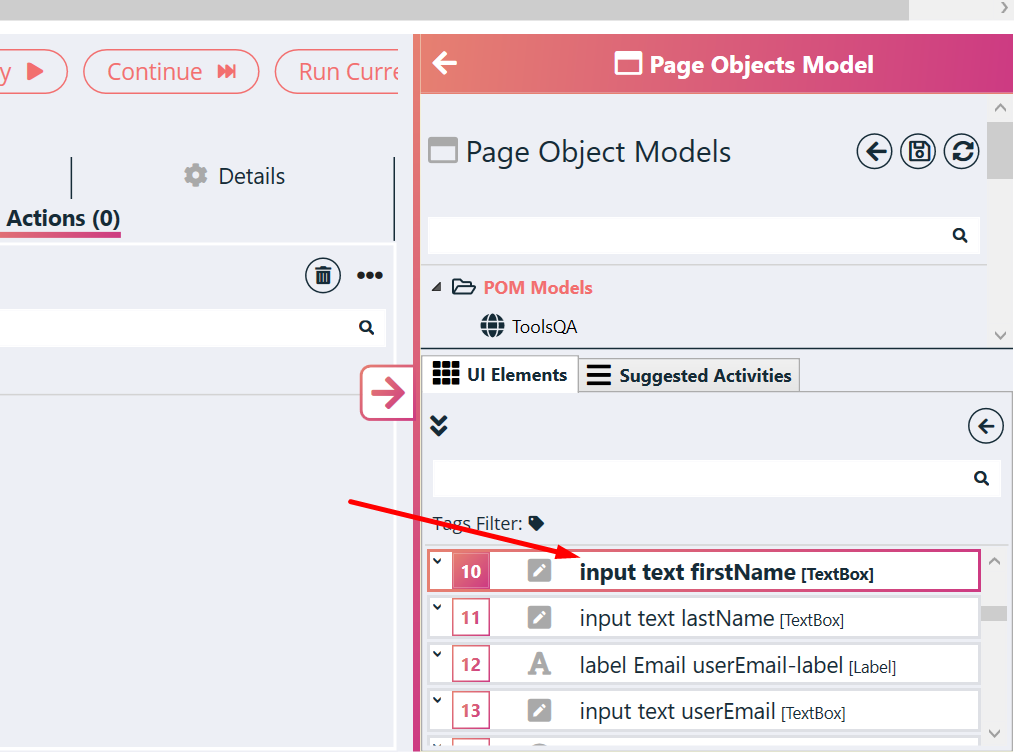 y
Continue
Run Curre
Page Objects Model
Page Object Models
Details
Actions (0)
POM Models
ToolsQA
UI Elements
Suggested Activities
Tags Filter:
10 input text firstName [TextBox]
11 input text lastName [TextBox]
12 A label Email userEmail-label [Label]
13 input text userEmail [TextBox]